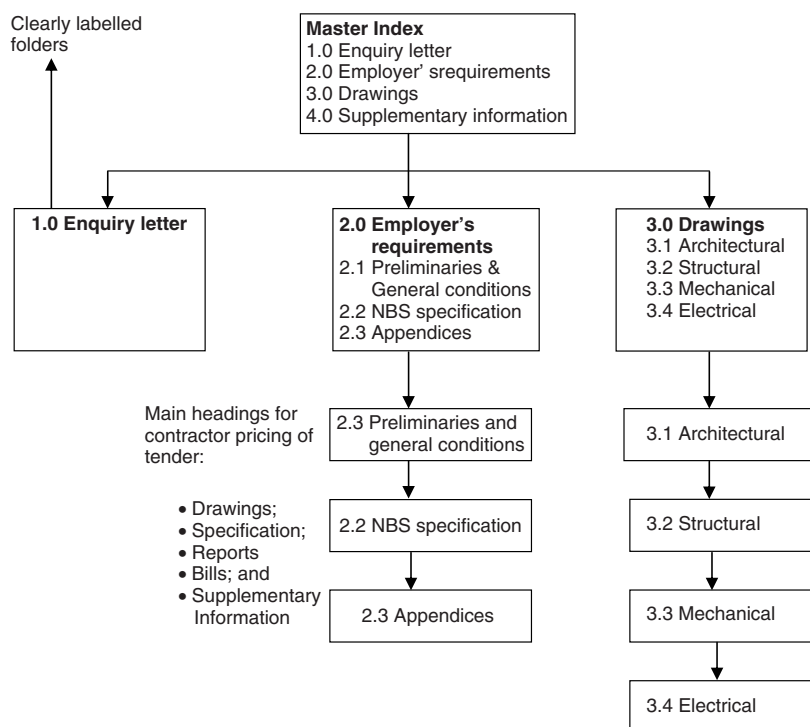 Clearly labelled
folders
Master Index
1.0 Enquiry letter
2.0 Employer' srequirements
3.0 Drawings
4.0 Supplementary information
1.0 Enquiry letter
2.0 Employer's
requirements
2.1 Preliminaries &
General conditions
2.2 NBS specification
2.3 Appendices
3.0 Drawings
3.1 Architectural
3.2 Structural
3.3 Mechanical
3.4 Electrical
Main headings for
contractor pricing of
tender:
• Drawings;
• Specification;
• Reports
• Bills; and
• Supplementary
Information
2.3 Preliminaries and
general conditions
2.2 NBS specification
2.3 Appendices
3.1 Architectural
3.2 Structural
3.3 Mechanical
3.4 Electrical